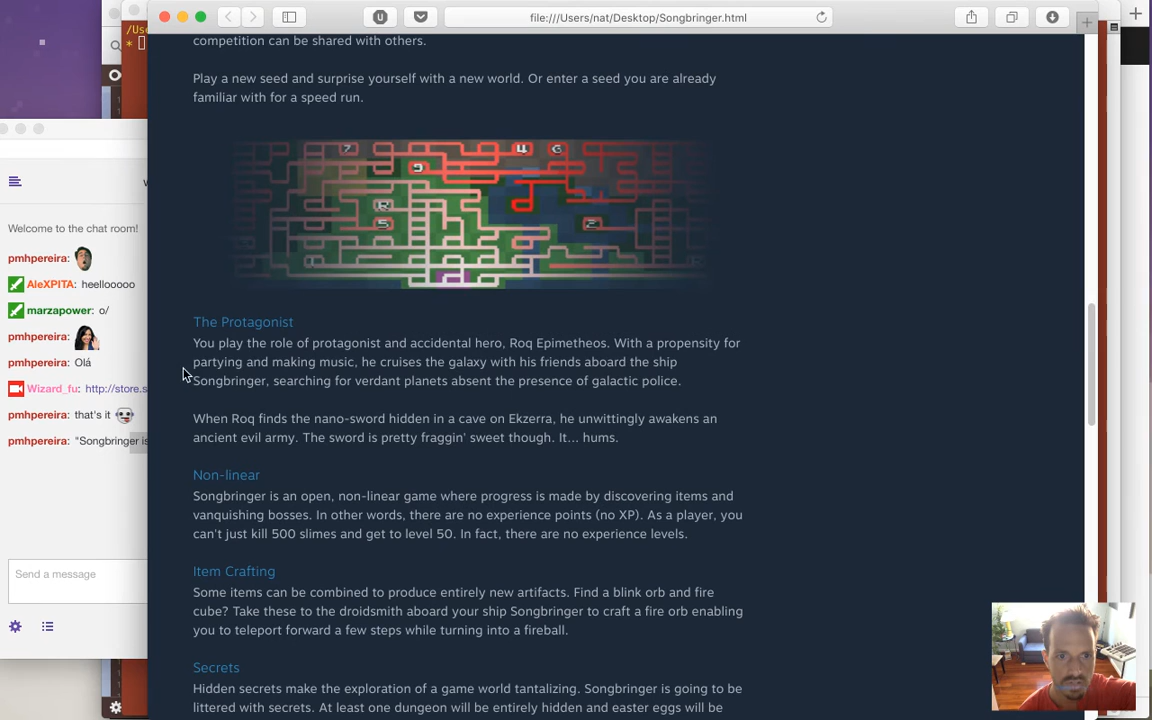 /Use
file:///Users/nat/Desktop/Songbringer.html
competition can be shared with others.
Play a new seed and surprise yourself with a new world. Or enter a seed you are already
familiar with for a speed run.
7
4
9
R
5
2
The Protagonist
You play the role of protagonist and accidental hero, Roq Epimetheos. With a propensity for
partying and making music, he cruises the galaxy with his friends aboard the ship
Songbringer, searching for verdant planets absent the presence of galactic police.
When Roq finds the nano-sword hidden in a cave on Ekzerra, he unwittingly awakens an
ancient evil army. The sword is pretty fraggin' sweet though. It... hums.
Non-linear
Songbringer is an open, non-linear game where progress is made by discovering items and
vanquishing bosses. In other words, there are no experience points (no XP). As a player, you
can't just kill 500 slimes and get to level 50. In fact, there are no experience levels.
Item Crafting
Some items can be combined to produce entirely new artifacts. Find a blink orb and fire
cube? Take these to the droidsmith aboard your ship Songbringer to craft a fire orb enabling
you to teleport forward a few steps while turning into a fireball.
Secrets
Hidden secrets make the exploration of a game world tantalizing. Songbringer is going to be
littered with secrets. At least one dungeon will be entirely hidden and easter eggs will be
Welcome to the chat room!
pmhpereira:
AleXPITA: heellooooo
marzapower: o/
pmhpereira:
pmhpereira: Olá
Wizard_fu: http://store.s
pmhpereira: that's it
pmhpereira: "Songbringer is
Send a message